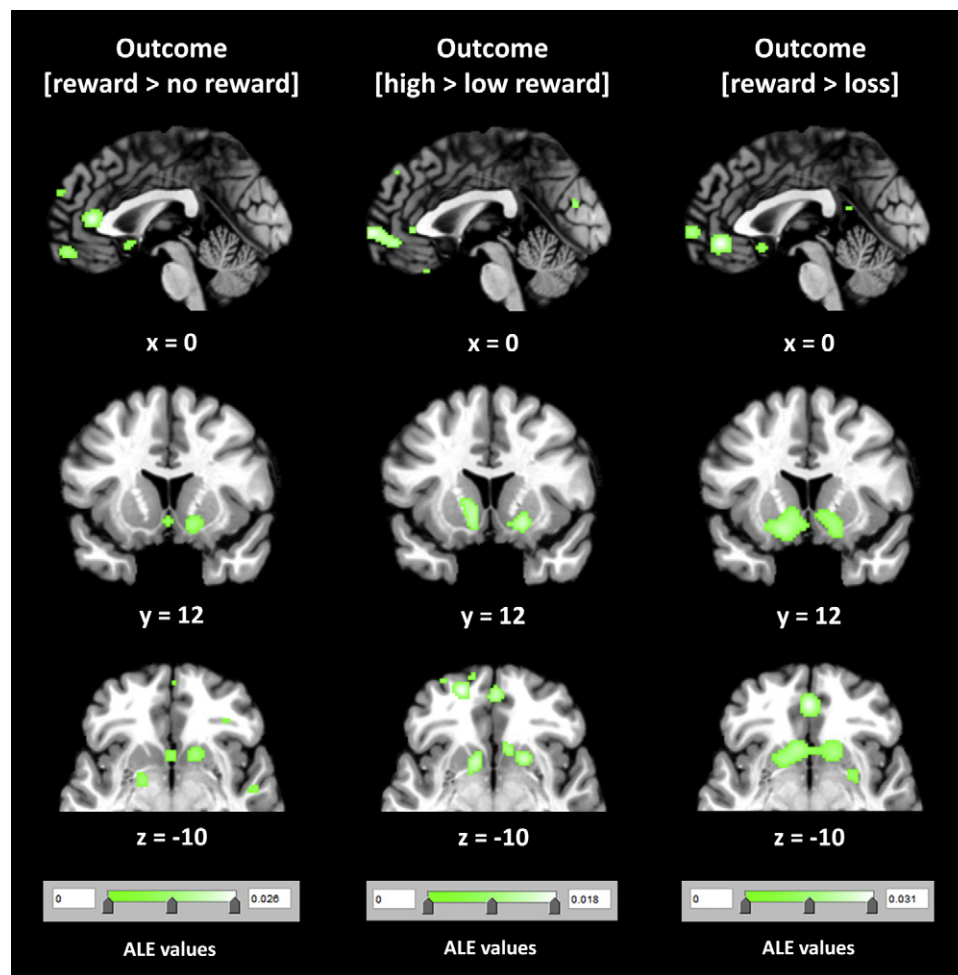 Outcome
[reward > no reward]
Outcome
[high > low reward]
Outcome
[reward > loss]
x = 0
x = 0
x = 0
y = 12
y = 12
y = 12
z = -10
z = -10
z = -10
0
0.026
0
0.018
0
0.031
ALE values
ALE values
ALE values